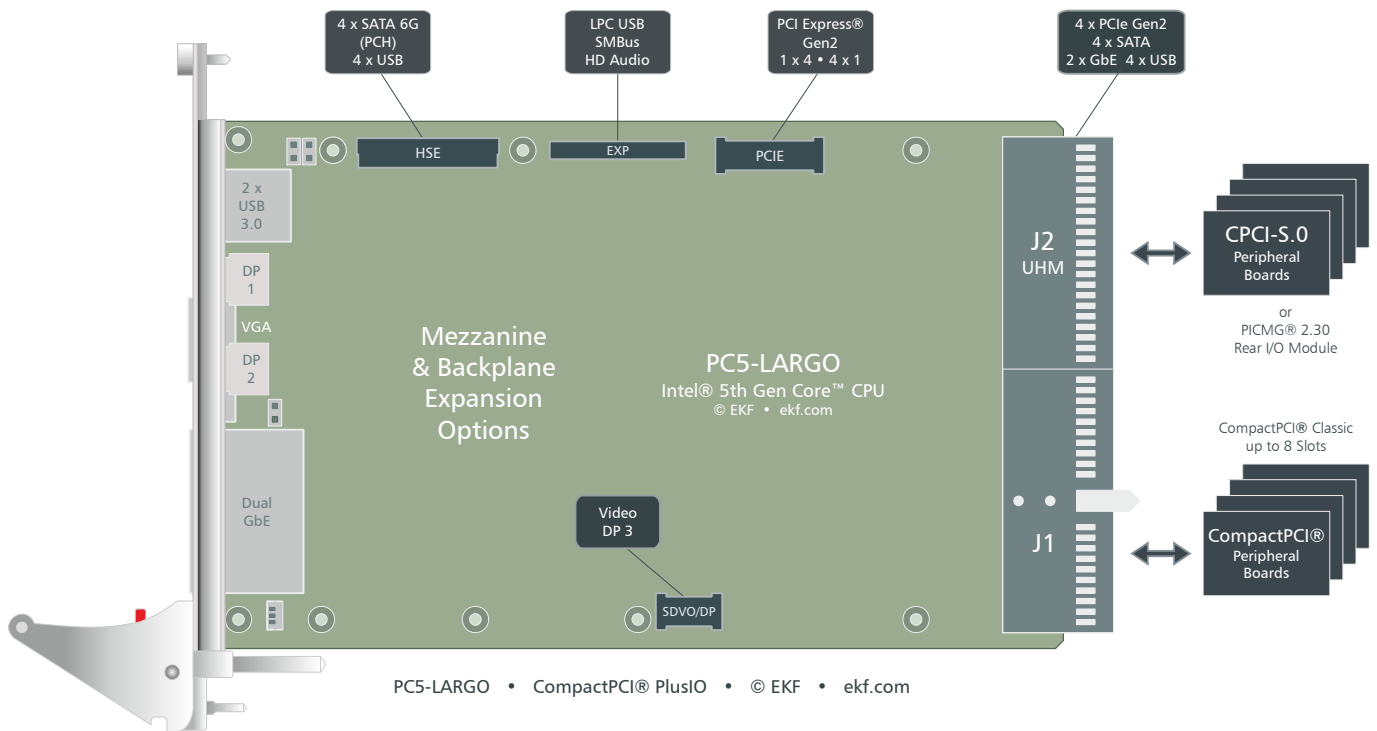 4 x SATA 6G
(PCH)
4 x USB
LPC USB
SMBus
HD Audio
PCI Express®
Gen2
1 x 4 • 4 x 1
4 x PCIe Gen2
4 x SATA
2 x GbE 4 x USB
HSE
EXP
PCIE
2 x
USB
3.0
DP
1
VGA
DP
2
Dual
GbE
Mezzanine
& Backplane
Expansion
Options
PC5-LARGO
Intel® 5th Gen Core™ CPU
© EKF • ekf.com
Video
DP 3
SDVO/DP
J2
UHM
J1
CPCI-S.0
Peripheral
Boards
or
PICMG® 2.30
Rear I/O Module
CompactPCI® Classic
up to 8 Slots
CompactPCI®
Peripheral
Boards
PC5-LARGO • CompactPCI® PlusIO • © EKF • ekf.com